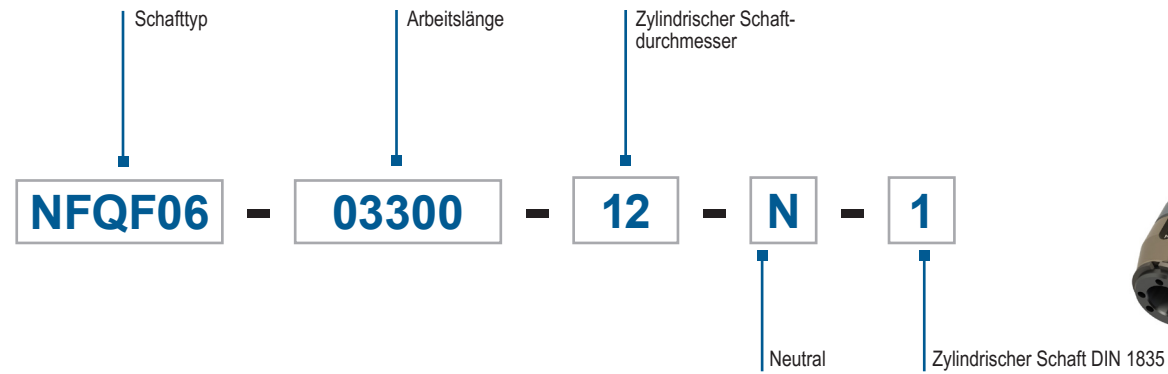 Schafttyp
Arbeitslänge
Zylindrischer Schaft-
durchmesser
NFQF06 - 03300 - 12 - N - 1
Neutral
Zylindrischer Schaft DIN 1835